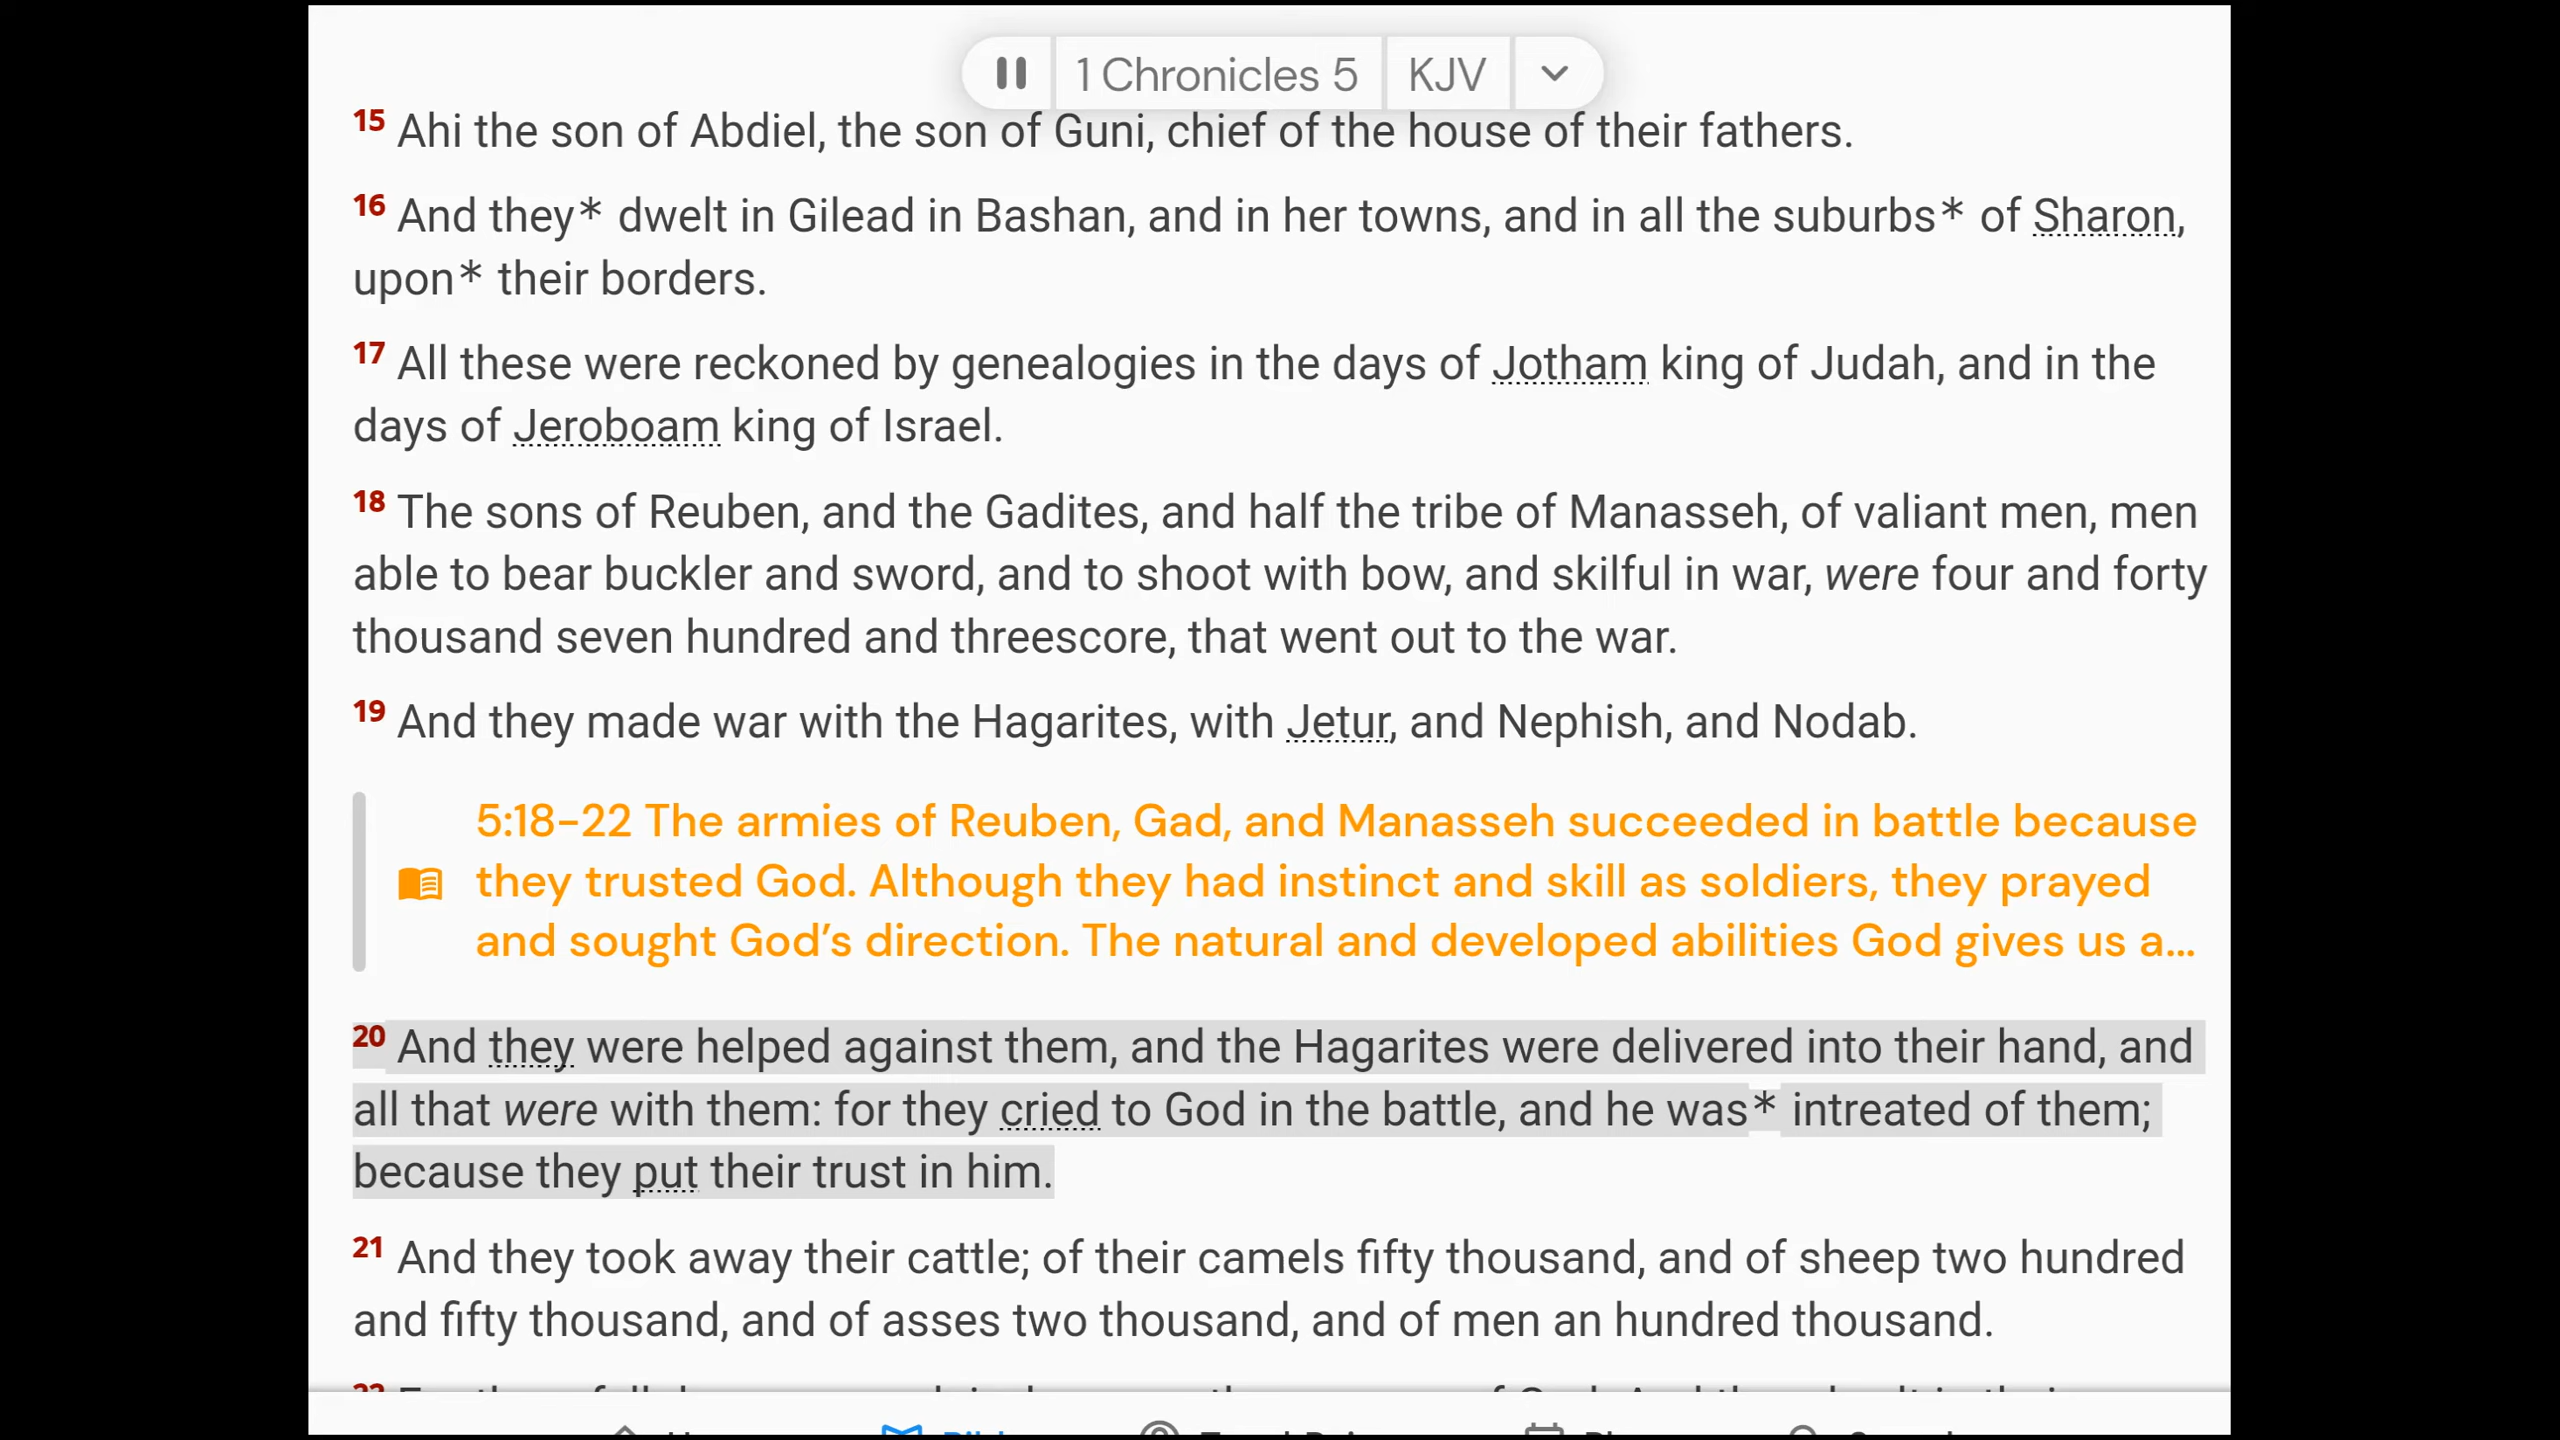 1 Chronicles 5 KJV
15 Ahi the son of Abdiel, the son of Guni, chief of the house of their fathers.
16 And they* dwelt in Gilead in Bashan, and in her towns, and in all the suburbs* of Sharon,
upon* their borders.
17 All these were reckoned by genealogies in the days of Jotham king of Judah, and in the
days of Jeroboam king of Israel.
18 The sons of Reuben, and the Gadites, and half the tribe of Manasseh, of valiant men, men
able to bear buckler and sword, and to shoot with bow, and skilful in war, were four and forty
thousand seven hundred and threescore, that went out to the war.
19 And they made war with the Hagarites, with Jetur, and Nephish, and Nodab.
5:18–22 The armies of Reuben, Gad, and Manasseh succeeded in battle because
they trusted God. Although they had instinct and skill as soldiers, they prayed
and sought God’s direction. The natural and developed abilities God gives us a...
20 And they were helped against them, and the Hagarites were delivered into their hand, and
all that were with them: for they cried to God in the battle, and he was* intreated of them;
because they put their trust in him.
21 And they took away their cattle; of their camels fifty thousand, and of sheep two hundred
and fifty thousand, and of asses two thousand, and of men an hundred thousand.